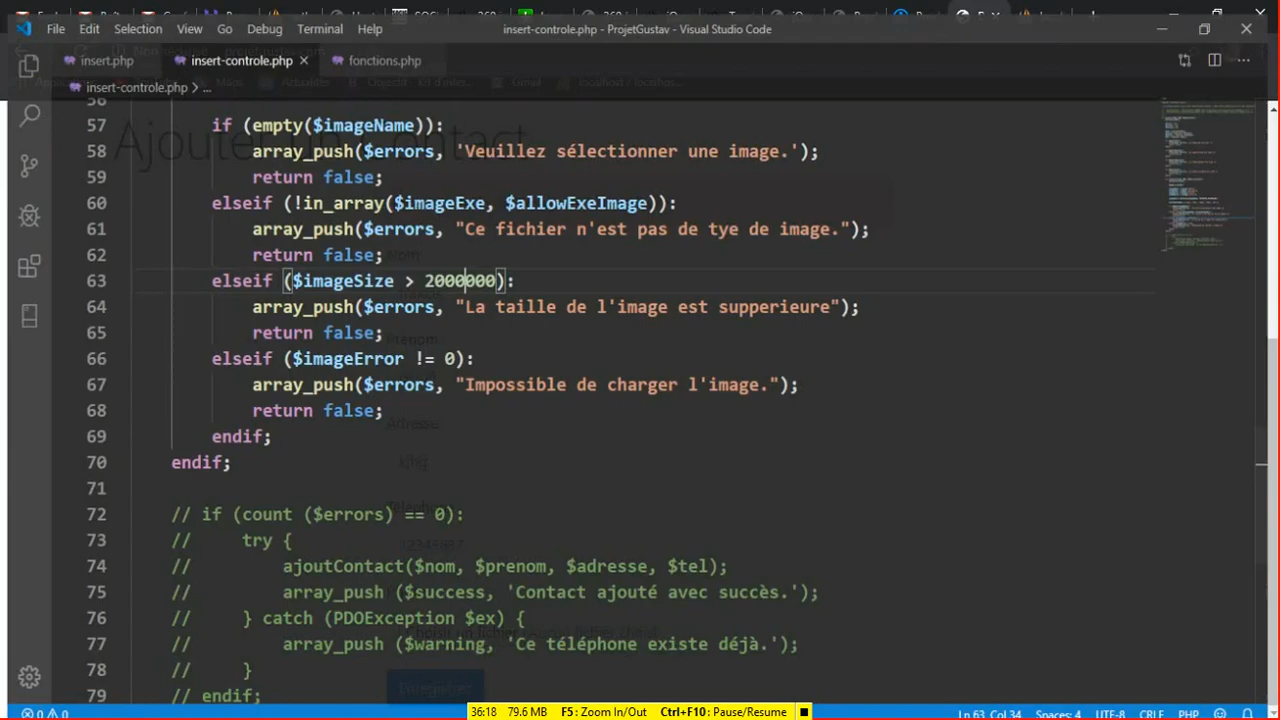 File Edit Selection View Go Debug Terminal Help insert-controle.php - ProjetGustav - Visual Studio Code
insert.php insert-controle.php × fonctions.php
insert-controle.php > ...
Ajouter un Contact
56
57 if (empty($imageName)):
58 array_push($errors, 'Veuillez sélectionner une image.');
59 return false;
60 elseif (!in_array($imageExe, $allowExeImage)):
61 array_push($errors, "Ce fichier n'est pas de tye de image.");
62 return false;
63 elseif ($imageSize > 2000000):
64 array_push($errors, "La taille de l'image est supperieure");
65 return false;
66 elseif ($imageError != 0):
67 array_push($errors, "Impossible de charger l'image.");
68 return false;
69 endif;
70 endif;
71
72 // if (count ($errors) == 0):
73 // try {
74 // ajoutContact($nom, $prenom, $adresse, $tel);
75 // array_push ($success, 'Contact ajouté avec succès.');
76 // } catch (PDOException $ex) {
77 // array_push ($warning, 'Ce téléphone existe déjà.');
78 // }
79 // endif;
Enregistrer
0 0 Ln 63, Col 34 UTF-8 CRLF PHP
36:18 79.6 MB F5: Zoom In/Out Ctrl+F10: Pause/Resume